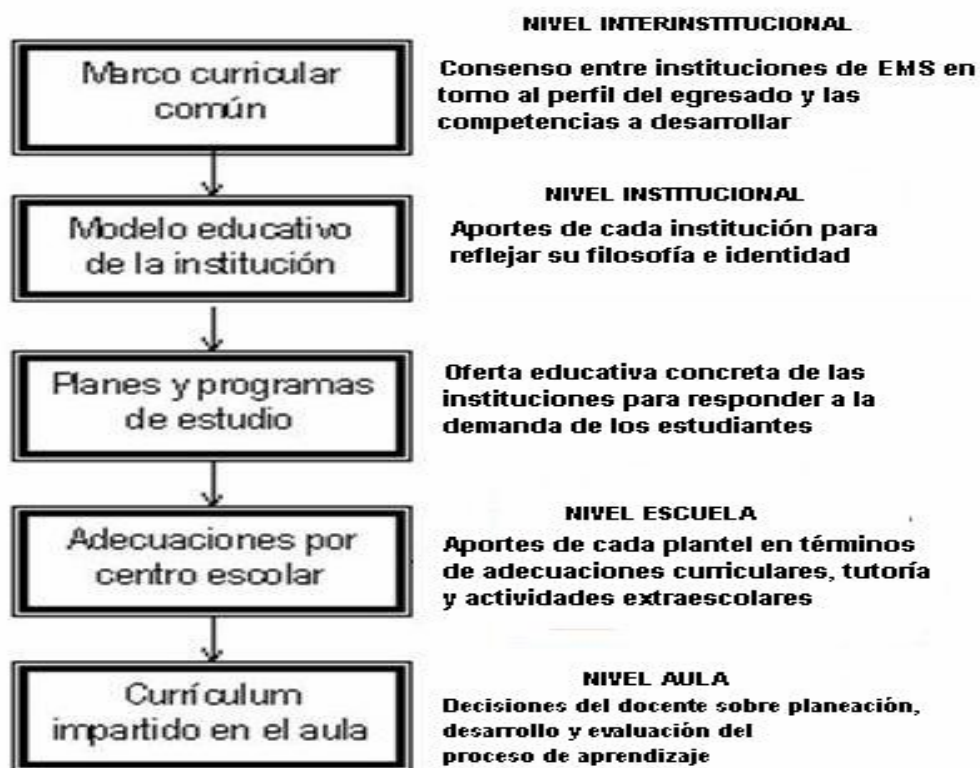 NIVEL INTERINSTITUCIONAL
Marco curricular
común
Consenso entre instituciones de EMS en
torno al perfil del egresado y las
competencias a desarrollar
NIVEL INSTITUCIONAL
Modelo educativo
de la institución
Aportes de cada institución para
reflejar su filosofía e identidad
Planes y programas
de estudio
Oferta educativa concreta de las
instituciones para responder a la
demanda de los estudiantes
NIVEL ESCUELA
Adecuaciones por
centro escolar
Aportes de cada plantel en términos
de adecuaciones curriculares, tutoría
y actividades extraescolares
NIVEL AULA
Currículum
impartido en el aula
Decisiones del docente sobre planeación,
desarrollo y evaluación del
proceso de aprendizaje